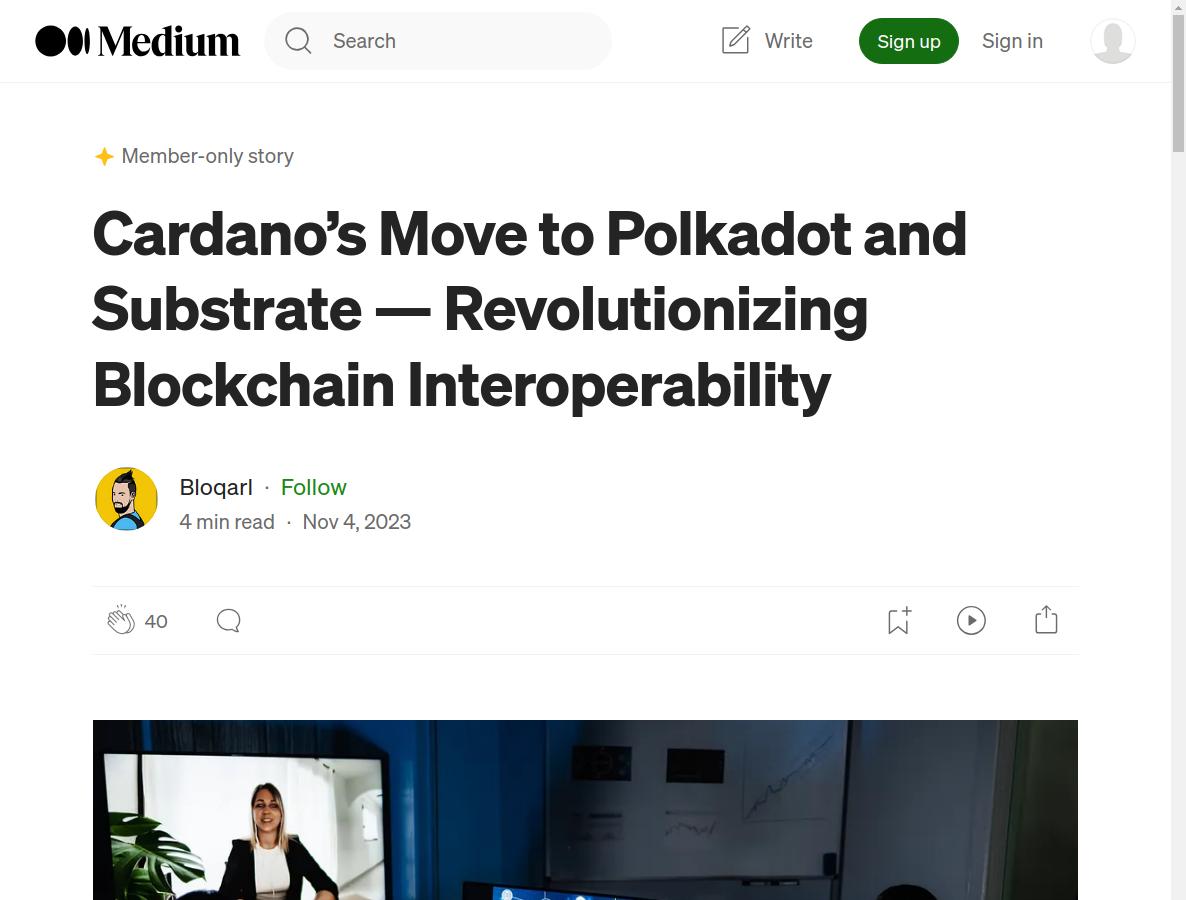 Medium
Search
Write
Sign up
Sign in
Member-only story
Cardano’s Move to Polkadot and
Substrate — Revolutionizing
Blockchain Interoperability
Bloqarl · Follow
4 min read · Nov 4, 2023
40